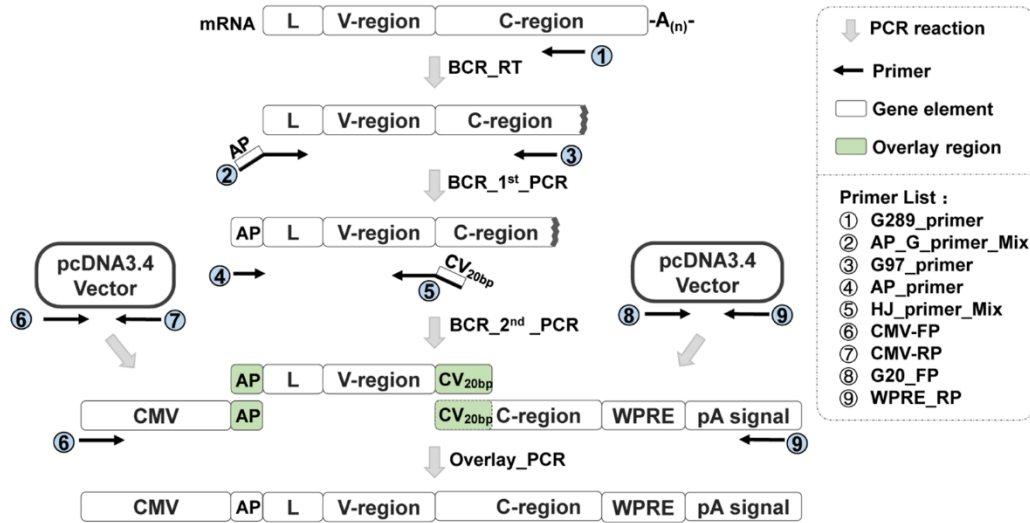 mRNA L V-region C-region -A(n)-
①
BCR_RT
L V-region C-region
AP
② ③
BCR_1st_PCR
AP L V-region C-region
④ ⑤ CV20bp
pcDNA3.4
Vector
⑥ ⑦
pcDNA3.4
Vector
⑧ ⑨
BCR_2nd _PCR
AP L V-region CV20bp
CMV AP CV20bp C-region WPRE pA signal
⑥ ⑨
Overlay_PCR
CMV AP L V-region C-region WPRE pA signal
PCR reaction
Primer
Gene element
Overlay region
Primer List :
① G289_primer
② AP_G_primer_Mix
③ G97_primer
④ AP_primer
⑤ HJ_primer_Mix
⑥ CMV-FP
⑦ CMV-RP
⑧ G20_FP
⑨ WPRE_RP